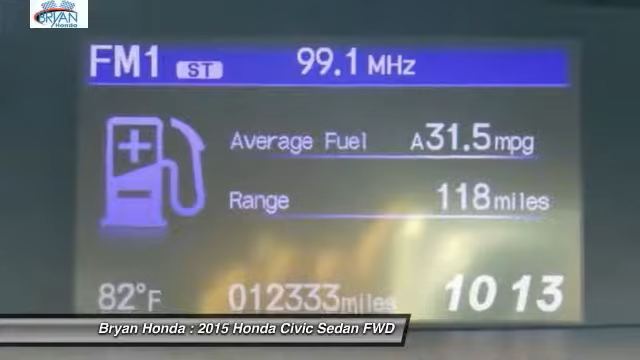 BRYAN
Honda
FM1 ST 99.1 MHz
Average Fuel A31.5mpg
Range 118miles
82°F 012333miles 10 13
Bryan Honda : 2015 Honda Civic Sedan FWD